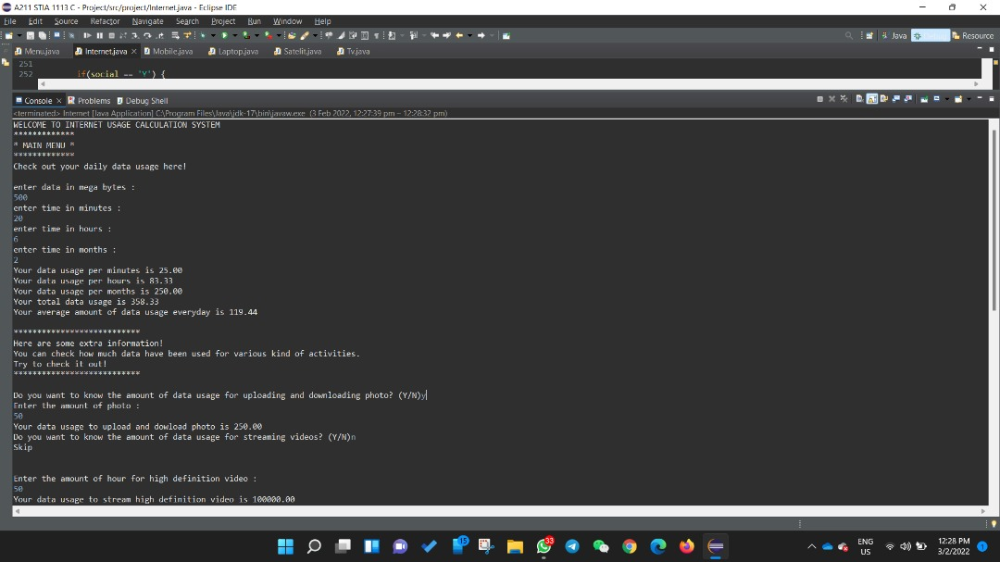 A211 STIA 1113 C - Project/src/project/Internet.java - Eclipse IDE
File Edit Source Refactor Navigate Search Project Run Window Help
Java Resource
Menu.java Internet.java Mobile.java Laptop.java Satelit.java Tv.java
251
252 if(social == 'Y') {
Console Problems Debug Shell
<terminated> Internet [Java Application] C:\Program Files\Java\jdk-17\bin\javaw.exe (3 Feb 2022, 12:27:39 pm – 12:28:32 pm)
WELCOME TO INTERNET USAGE CALCULATION SYSTEM
*************
* MAIN MENU *
*************
Check out your daily data usage here!
enter data in mega bytes :
500
enter time in minutes :
20
enter time in hours :
6
enter time in months :
2
Your data usage per minutes is 25.00
Your data usage per hours is 83.33
Your data usage per months is 250.00
Your total data usage is 358.33
Your average amount of data usage everyday is 119.44
***************************
Here are some extra information!
You can check how much data have been used for various kind of activities.
Try to check it out!
***************************
Do you want to know the amount of data usage for uploading and downloading photo? (Y/N)y
Enter the amount of photo :
50
Your data usage to upload and dowload photo is 250.00
Do you want to know the amount of data usage for streaming videos? (Y/N)n
Skip
Enter the amount of hour for high definition video :
50
Your data usage to stream high definition video is 100000.00
15 33
ENG
US
12:28 PM
3/2/2022
1